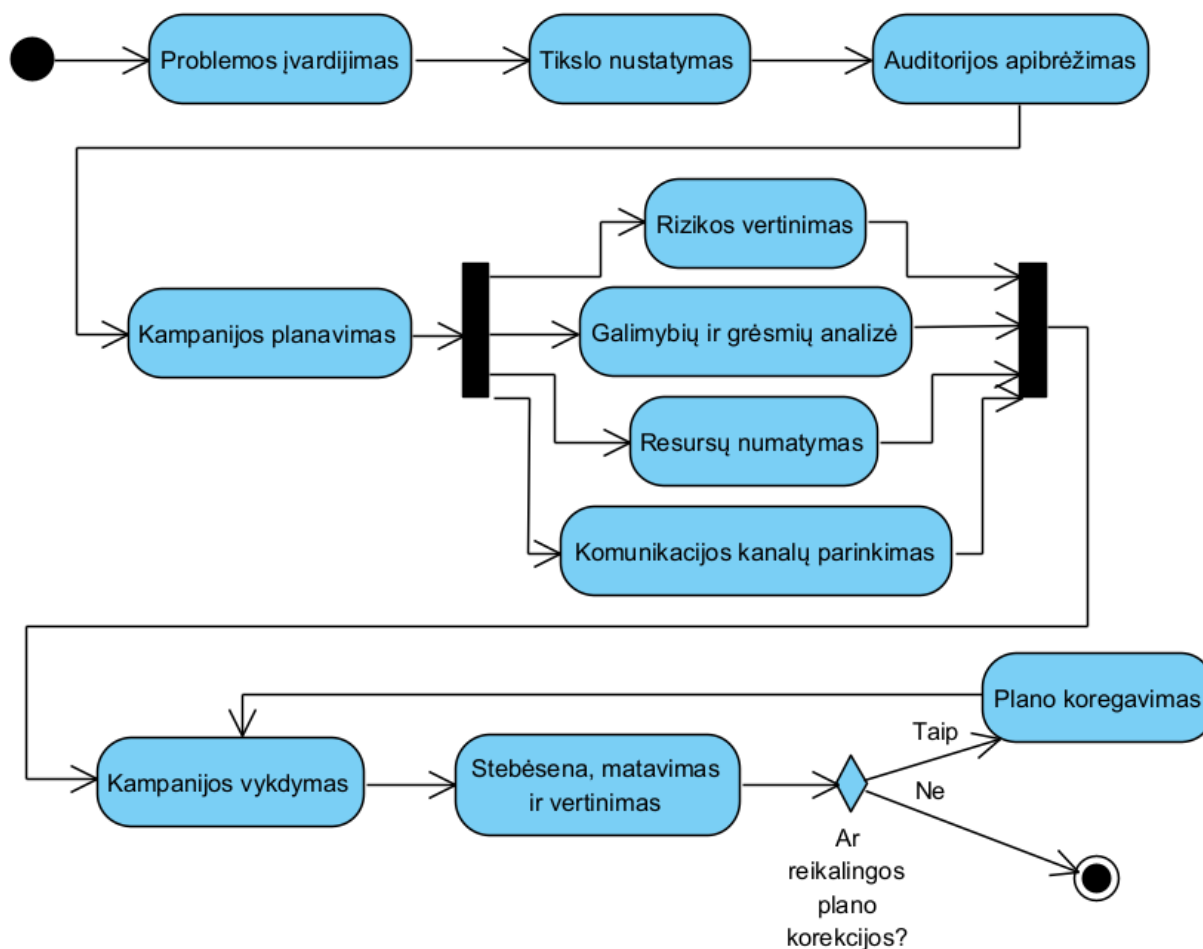 Problemos įvardijimas
Tikslo nustatymas
Auditorijos apibrėžimas
Rizikos vertinimas
Kampanijos planavimas
Galimybių ir grėsmių analizė
Resursų numatymas
Komunikacijos kanalų parinkimas
Plano koregavimas
Taip
Kampanijos vykdymas
Stebėsena, matavimas
ir vertinimas
Ne
Ar
reikalingos
plano
korekcijos?